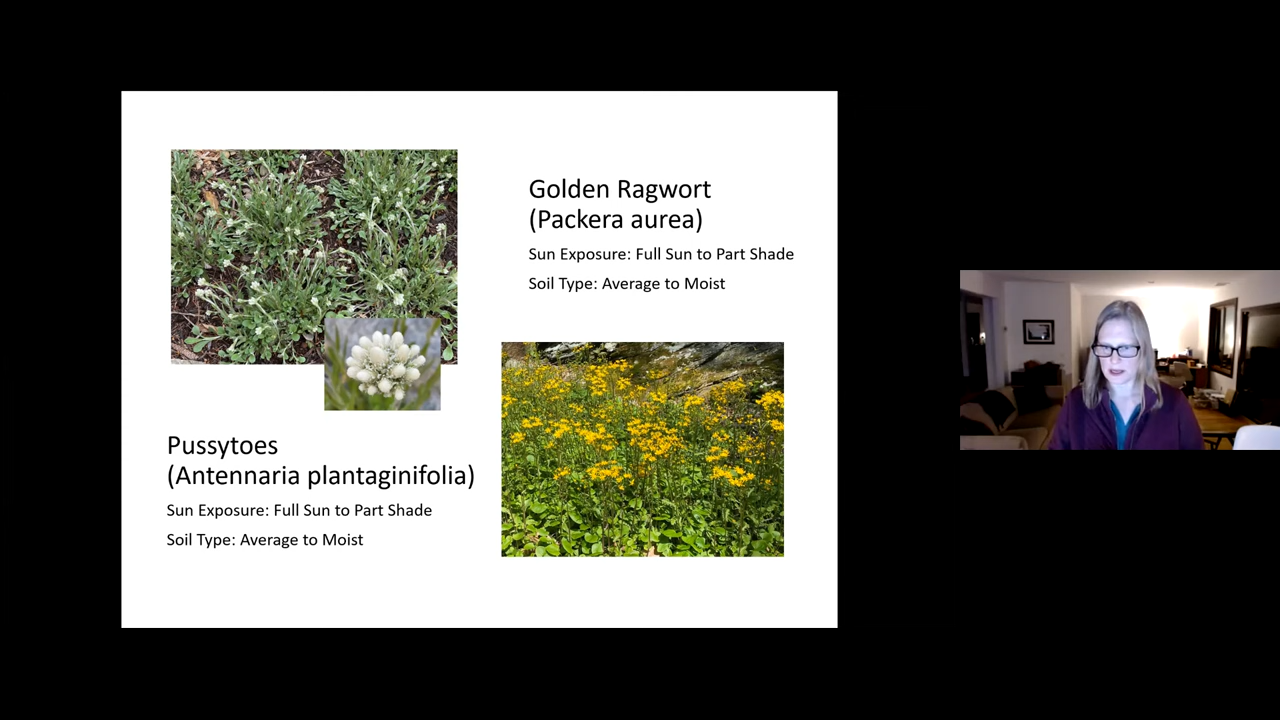 Golden Ragwort
(Packera aurea)
Sun Exposure: Full Sun to Part Shade
Soil Type: Average to Moist
Pussytoes
(Antennaria plantaginifolia)
Sun Exposure: Full Sun to Part Shade
Soil Type: Average to Moist